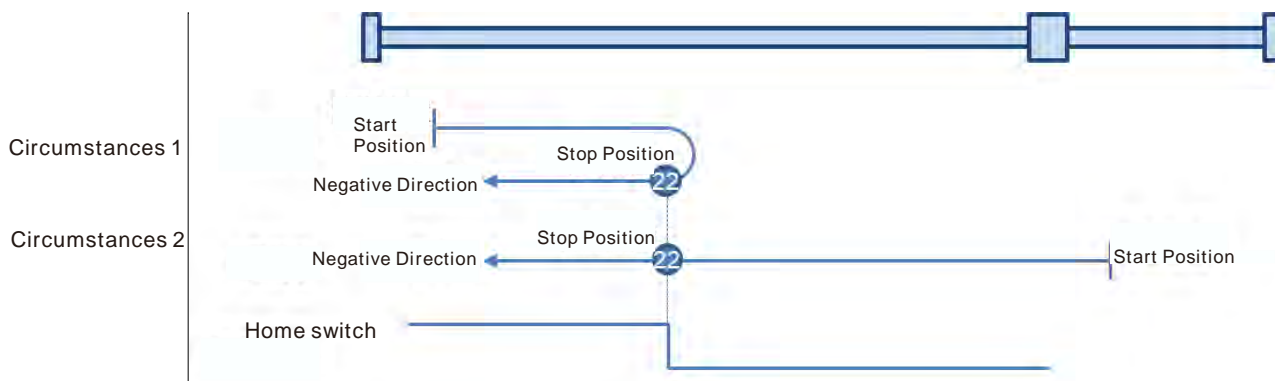 Start
Position
Circumstances 1
Stop Position
22
Negative Direction
Circumstances 2
Stop Position
22
Negative Direction
Start Position
Home switch